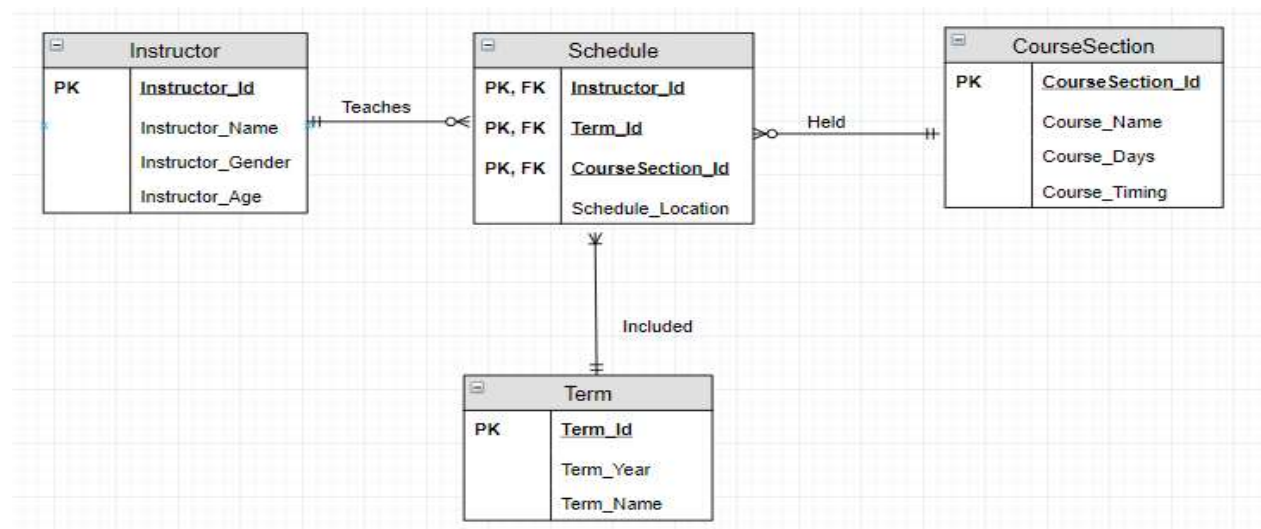 Instructor
PK Instructor_Id
Instructor_Name
Instructor_Gender
Instructor_Age
Teaches
Schedule
PK, FK Instructor_Id
PK, FK Term_Id
PK, FK CourseSection_Id
Schedule_Location
Held
CourseSection
PK CourseSection_Id
Course_Name
Course_Days
Course_Timing
Included
Term
PK Term_Id
Term_Year
Term_Name